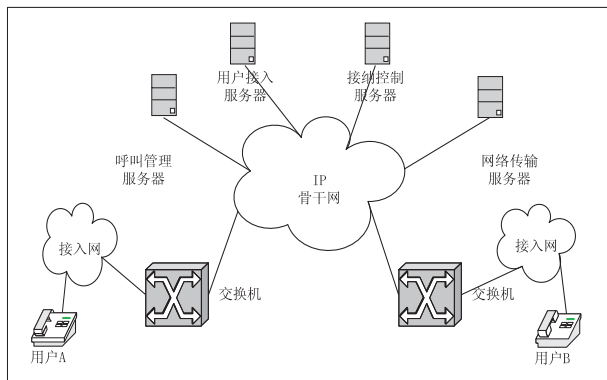 用户接入
服务器
接纳控制
服务器
呼叫管理
服务器
IP
骨干网
网络传输
服务器
接入网
接入网
交换机
交换机
用户A
用户B